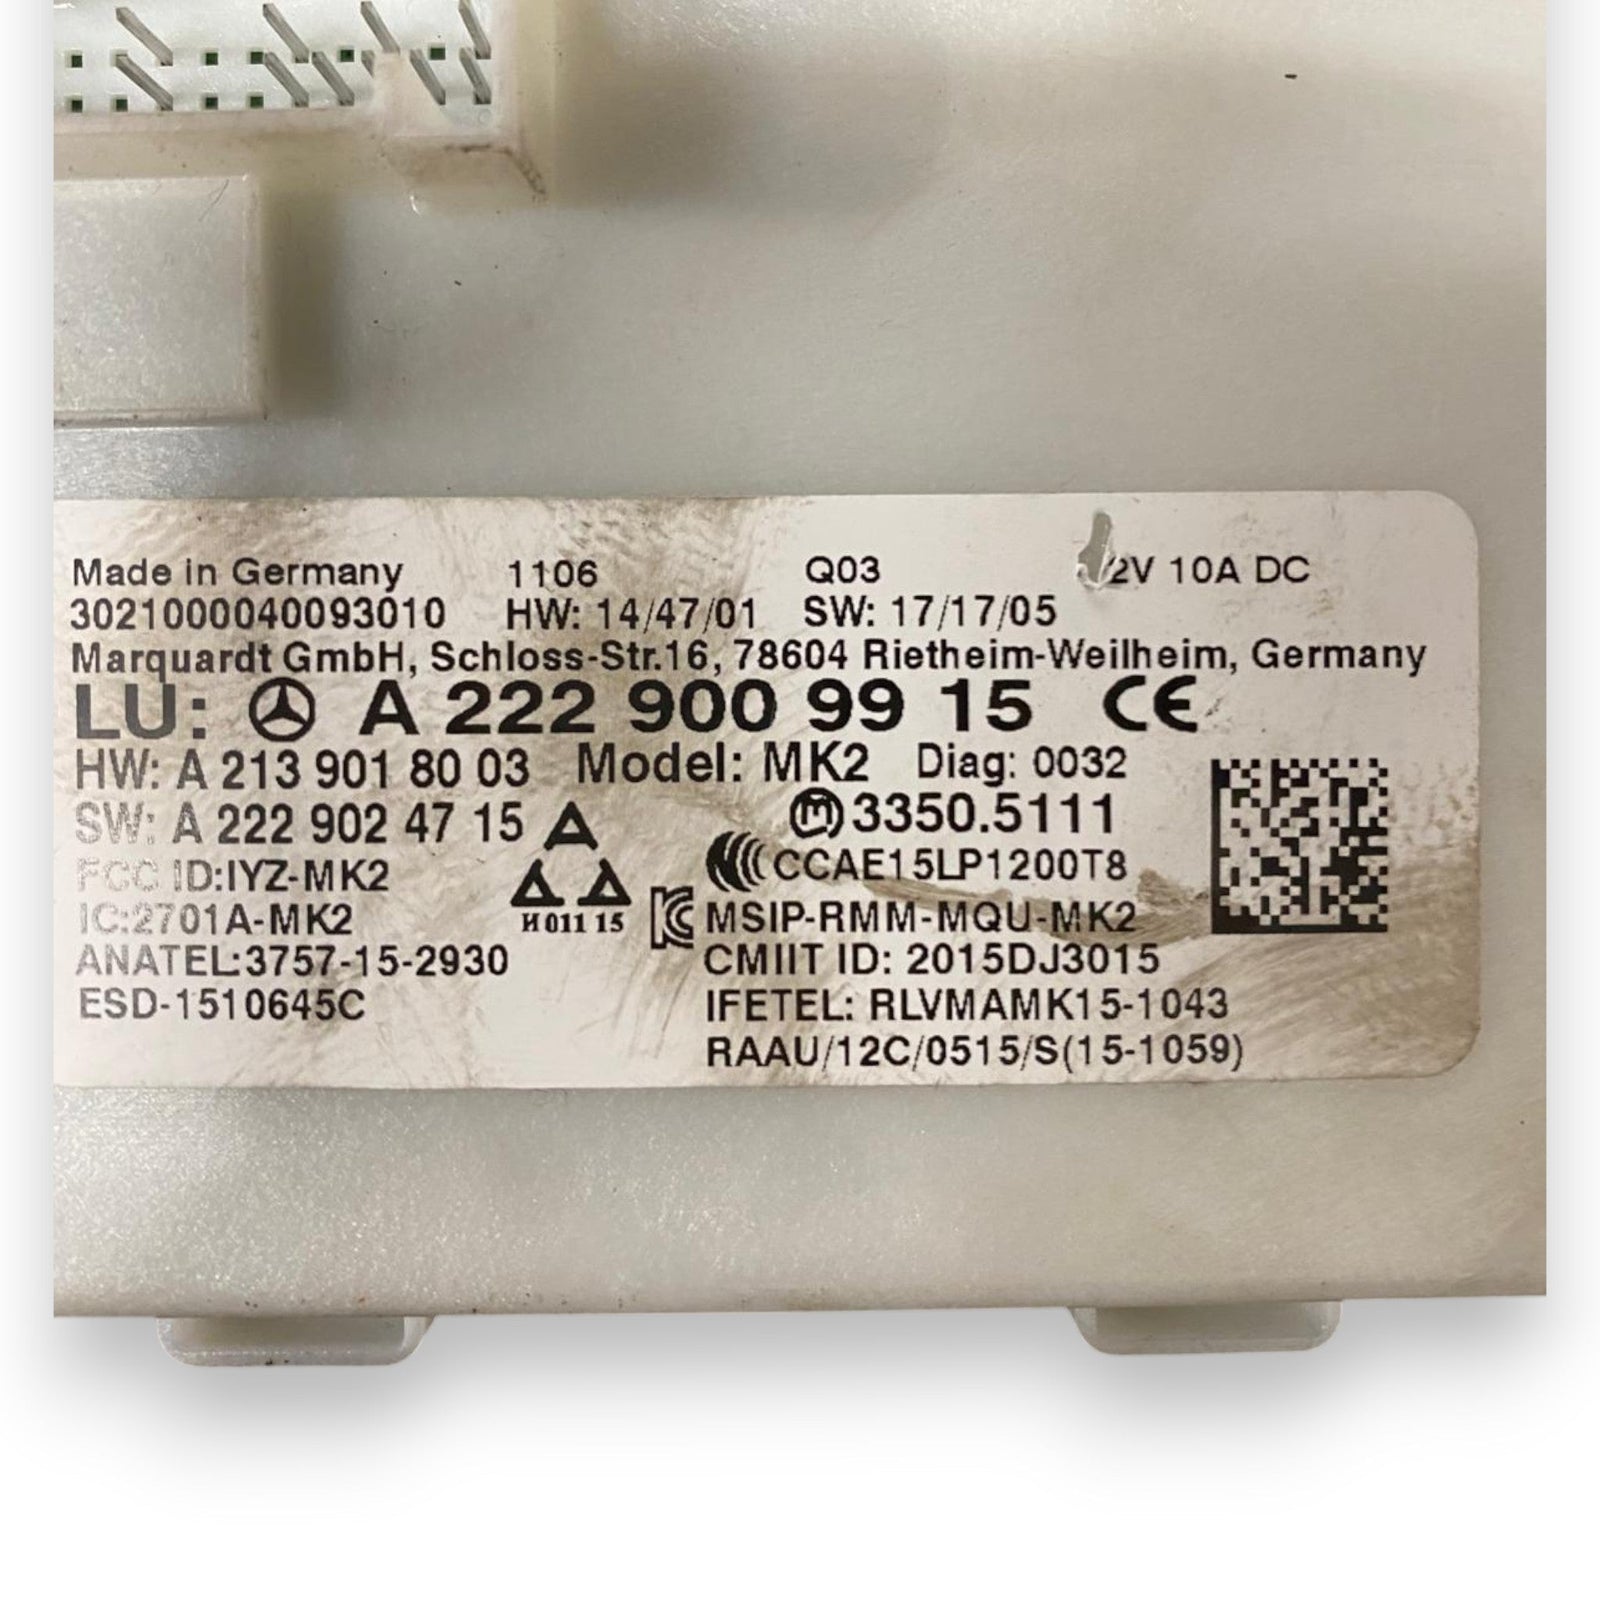 Made in Germany 1106 Q03 2V 10A DC
3021000040093010 HW: 14/47/01 SW: 17/17/05
Marquardt GmbH, Schloss-Str.16, 78604 Rietheim-Weilheim, Germany
LU: A 222 900 99 15 CE
HW: A 213 901 80 03 Model: MK2 Diag: 0032
SW: A 222 902 47 15 3350.5111
FCC ID:IYZ-MK2 CCAE15LP1200T8
IC:2701A-MK2 H 011 15 MSIP-RMM-MQU-MK2
ANATEL:3757-15-2930 CMIIT ID: 2015DJ3015
ESD-1510645C IFETEL: RLVMAMK15-1043
RAAU/12C/0515/S(15-1059)